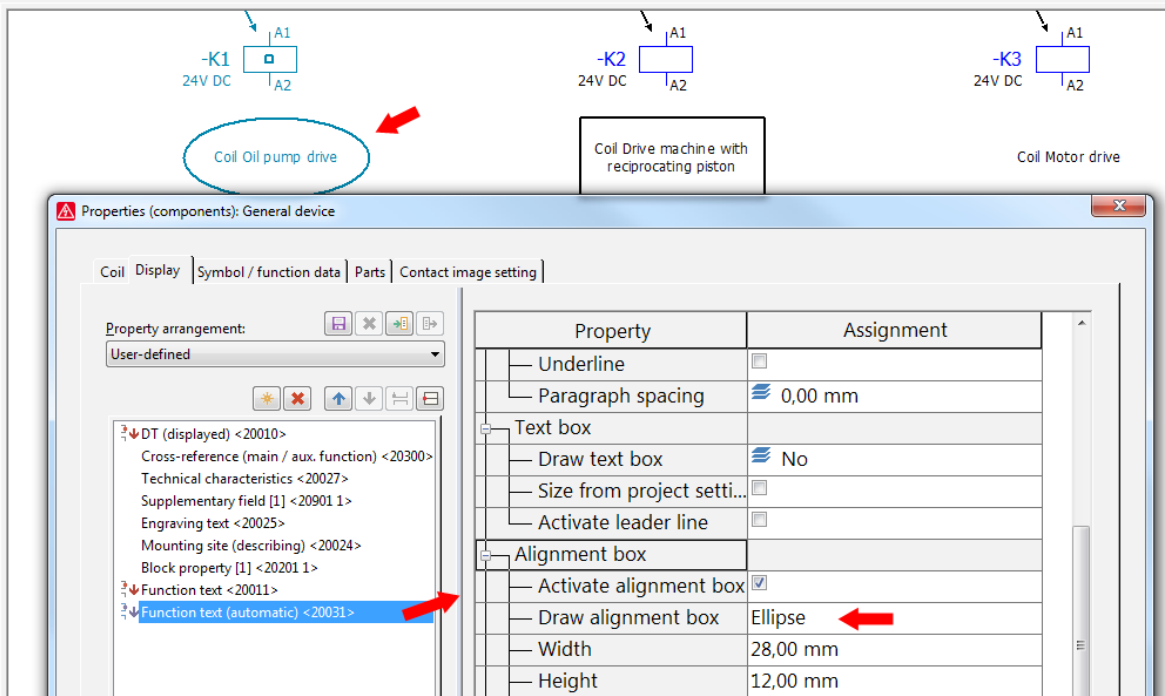 A1
A1
A1
-K1
-K2
-K3
24V DC
24V DC
24V DC
A2
A2
A2
Coil Oil pump drive
Coil Drive machine with
reciprocating piston
Coil Motor drive
Properties (components): General device
Coil
Display
Symbol / function data
Parts
Contact image setting
Property arrangement:
User-defined
DT (displayed) <20010>
Cross-reference (main / aux. function) <20300>
Technical characteristics <20027>
Supplementary field [1] <20901 1>
Engraving text <20025>
Mounting site (describing) <20024>
Block property [1] <20201 1>
Function text <20011>
Function text (automatic) <20031>
Property Assignment
Underline
Paragraph spacing 0,00 mm
Text box
Draw text box No
Size from project setti...
Activate leader line
Alignment box
Activate alignment box
Draw alignment box Ellipse
Width 28,00 mm
Height 12,00 mm